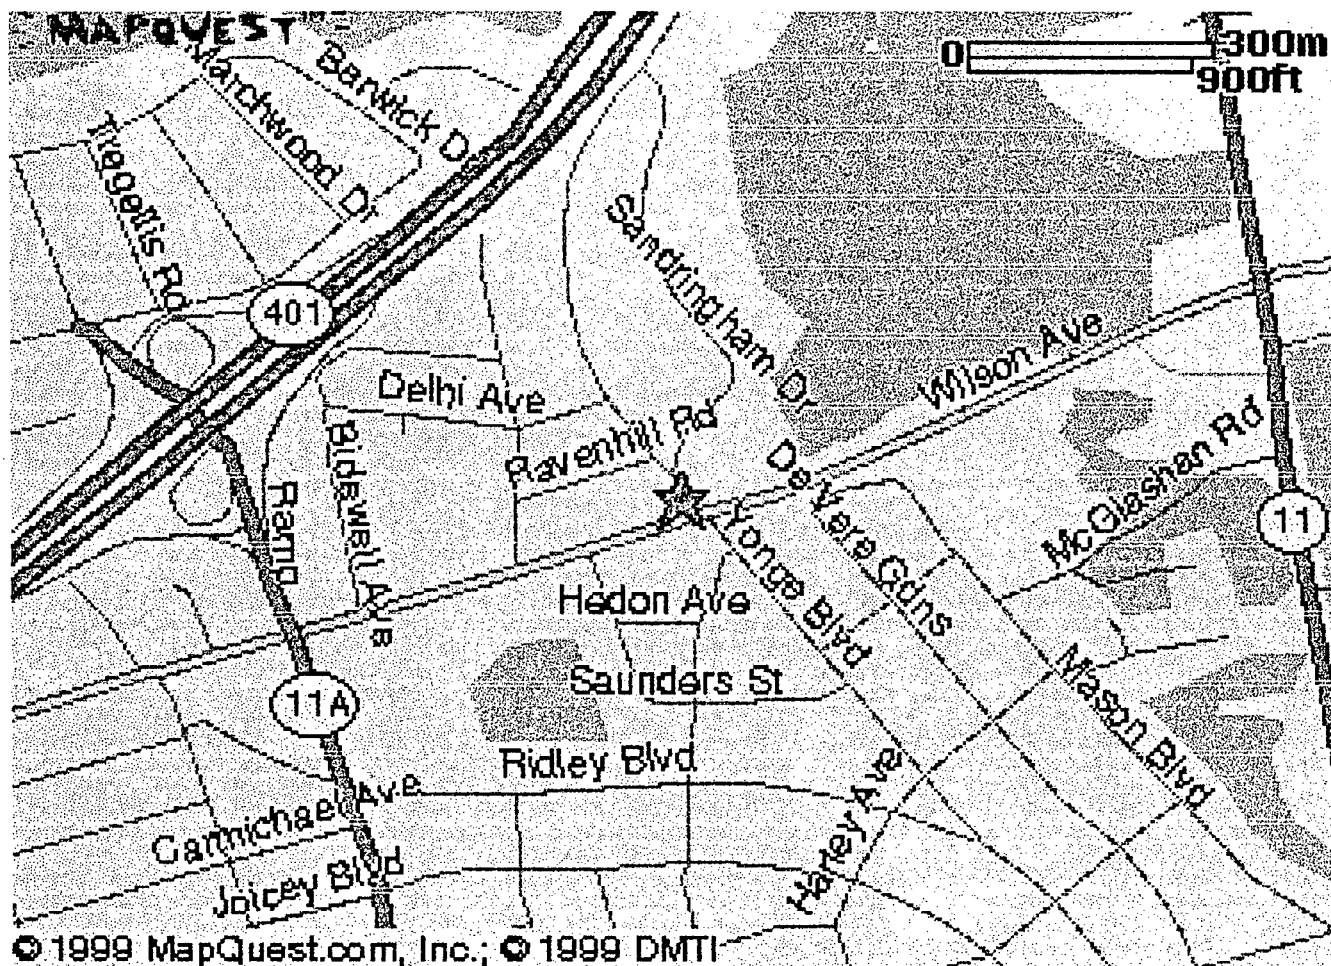 MAPQUEST
0 300m
900ft
Barwick Dr
Marchwood Dr
Tregellis Rd
401
Sandringham Dr
Wilson Ave
Delhi Ave
Ravenhill Rd
Bidewell Ave
Ramp
De Vere Gdns
McGlashan Rd
11
Yonge Blvd
Hedon Ave
Saunders St
11A
Mason Blvd
Ridley Blvd
Harley Ave
Carmichael Ave
Joicey Blvd
© 1999 MapQuest.com, Inc.; © 1999 DMTI